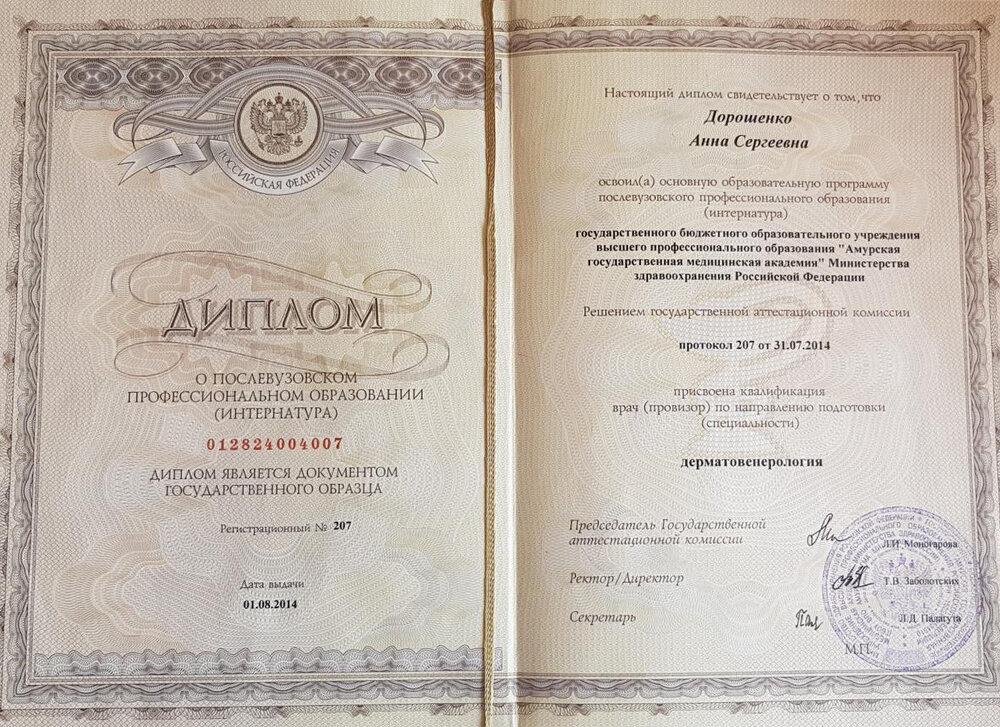 РОССИЙСКАЯ ФЕДЕРАЦИЯ
ДИПЛОМ
О ПОСЛЕВУЗОВСКОМ
ПРОФЕССИОНАЛЬНОМ ОБРАЗОВАНИИ
(ИНТЕРНАТУРА)
012824004007
ДИПЛОМ ЯВЛЯЕТСЯ ДОКУМЕНТОМ
ГОСУДАРСТВЕННОГО ОБРАЗЦА
Регистрационный № 207
Дата выдачи
01.08.2014
Настоящий диплом свидетельствует о том, что
Дорошенко
Анна Сергеевна
освоил(а) основную образовательную программу
послевузовского профессионального образования
(интернатура)
государственного бюджетного образовательного учреждения
высшего профессионального образования "Амурская
государственная медицинская академия" Министерства
здравоохранения Российской Федерации
Решением государственной аттестационной комиссии
протокол 207 от 31.07.2014
присвоена квалификация
врач (провизор) по направлению подготовки
(специальности)
дерматовенерология
Председатель Государственной
аттестационной комиссии
Л.И. Моногарова
Ректор/Директор
Т.В. Заболотских
Секретарь
Л.Д. Палагута
М.П.